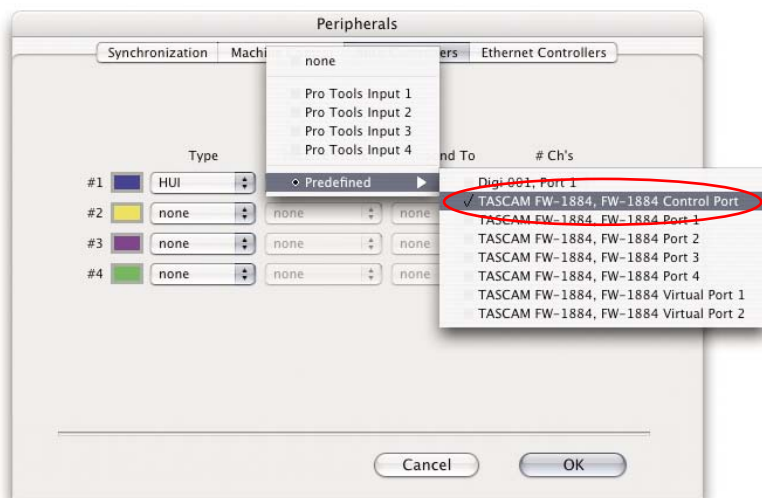 Peripherals
Synchronization
Ethernet Controllers
none
Pro Tools Input 1
Pro Tools Input 2
Pro Tools Input 3
Pro Tools Input 4
Predefined
Type
# Ch's
Digi 001, Port 1
TASCAM FW-1884, FW-1884 Control Port
TASCAM FW-1884, FW-1884 Port 1
TASCAM FW-1884, FW-1884 Port 2
TASCAM FW-1884, FW-1884 Port 3
TASCAM FW-1884, FW-1884 Port 4
TASCAM FW-1884, FW-1884 Virtual Port 1
TASCAM FW-1884, FW-1884 Virtual Port 2
#1 HUI
#2 none none none
#3 none none none
#4 none none none
Cancel OK